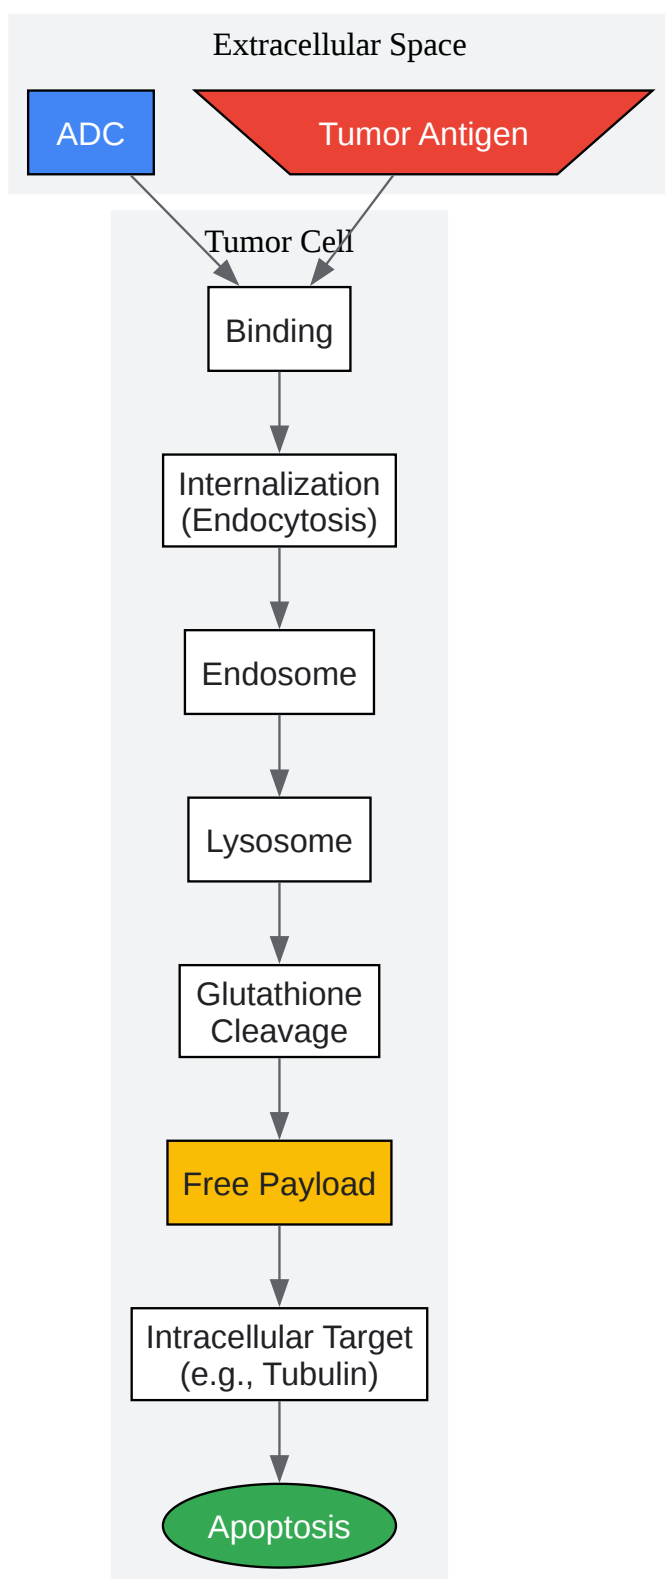 Extracellular Space
ADC
Tumor Antigen
Tumor Cell
Binding
Internalization
(Endocytosis)
Endosome
Lysosome
Glutathione
Cleavage
Free Payload
Intracellular Target
(e.g., Tubulin)
Apoptosis